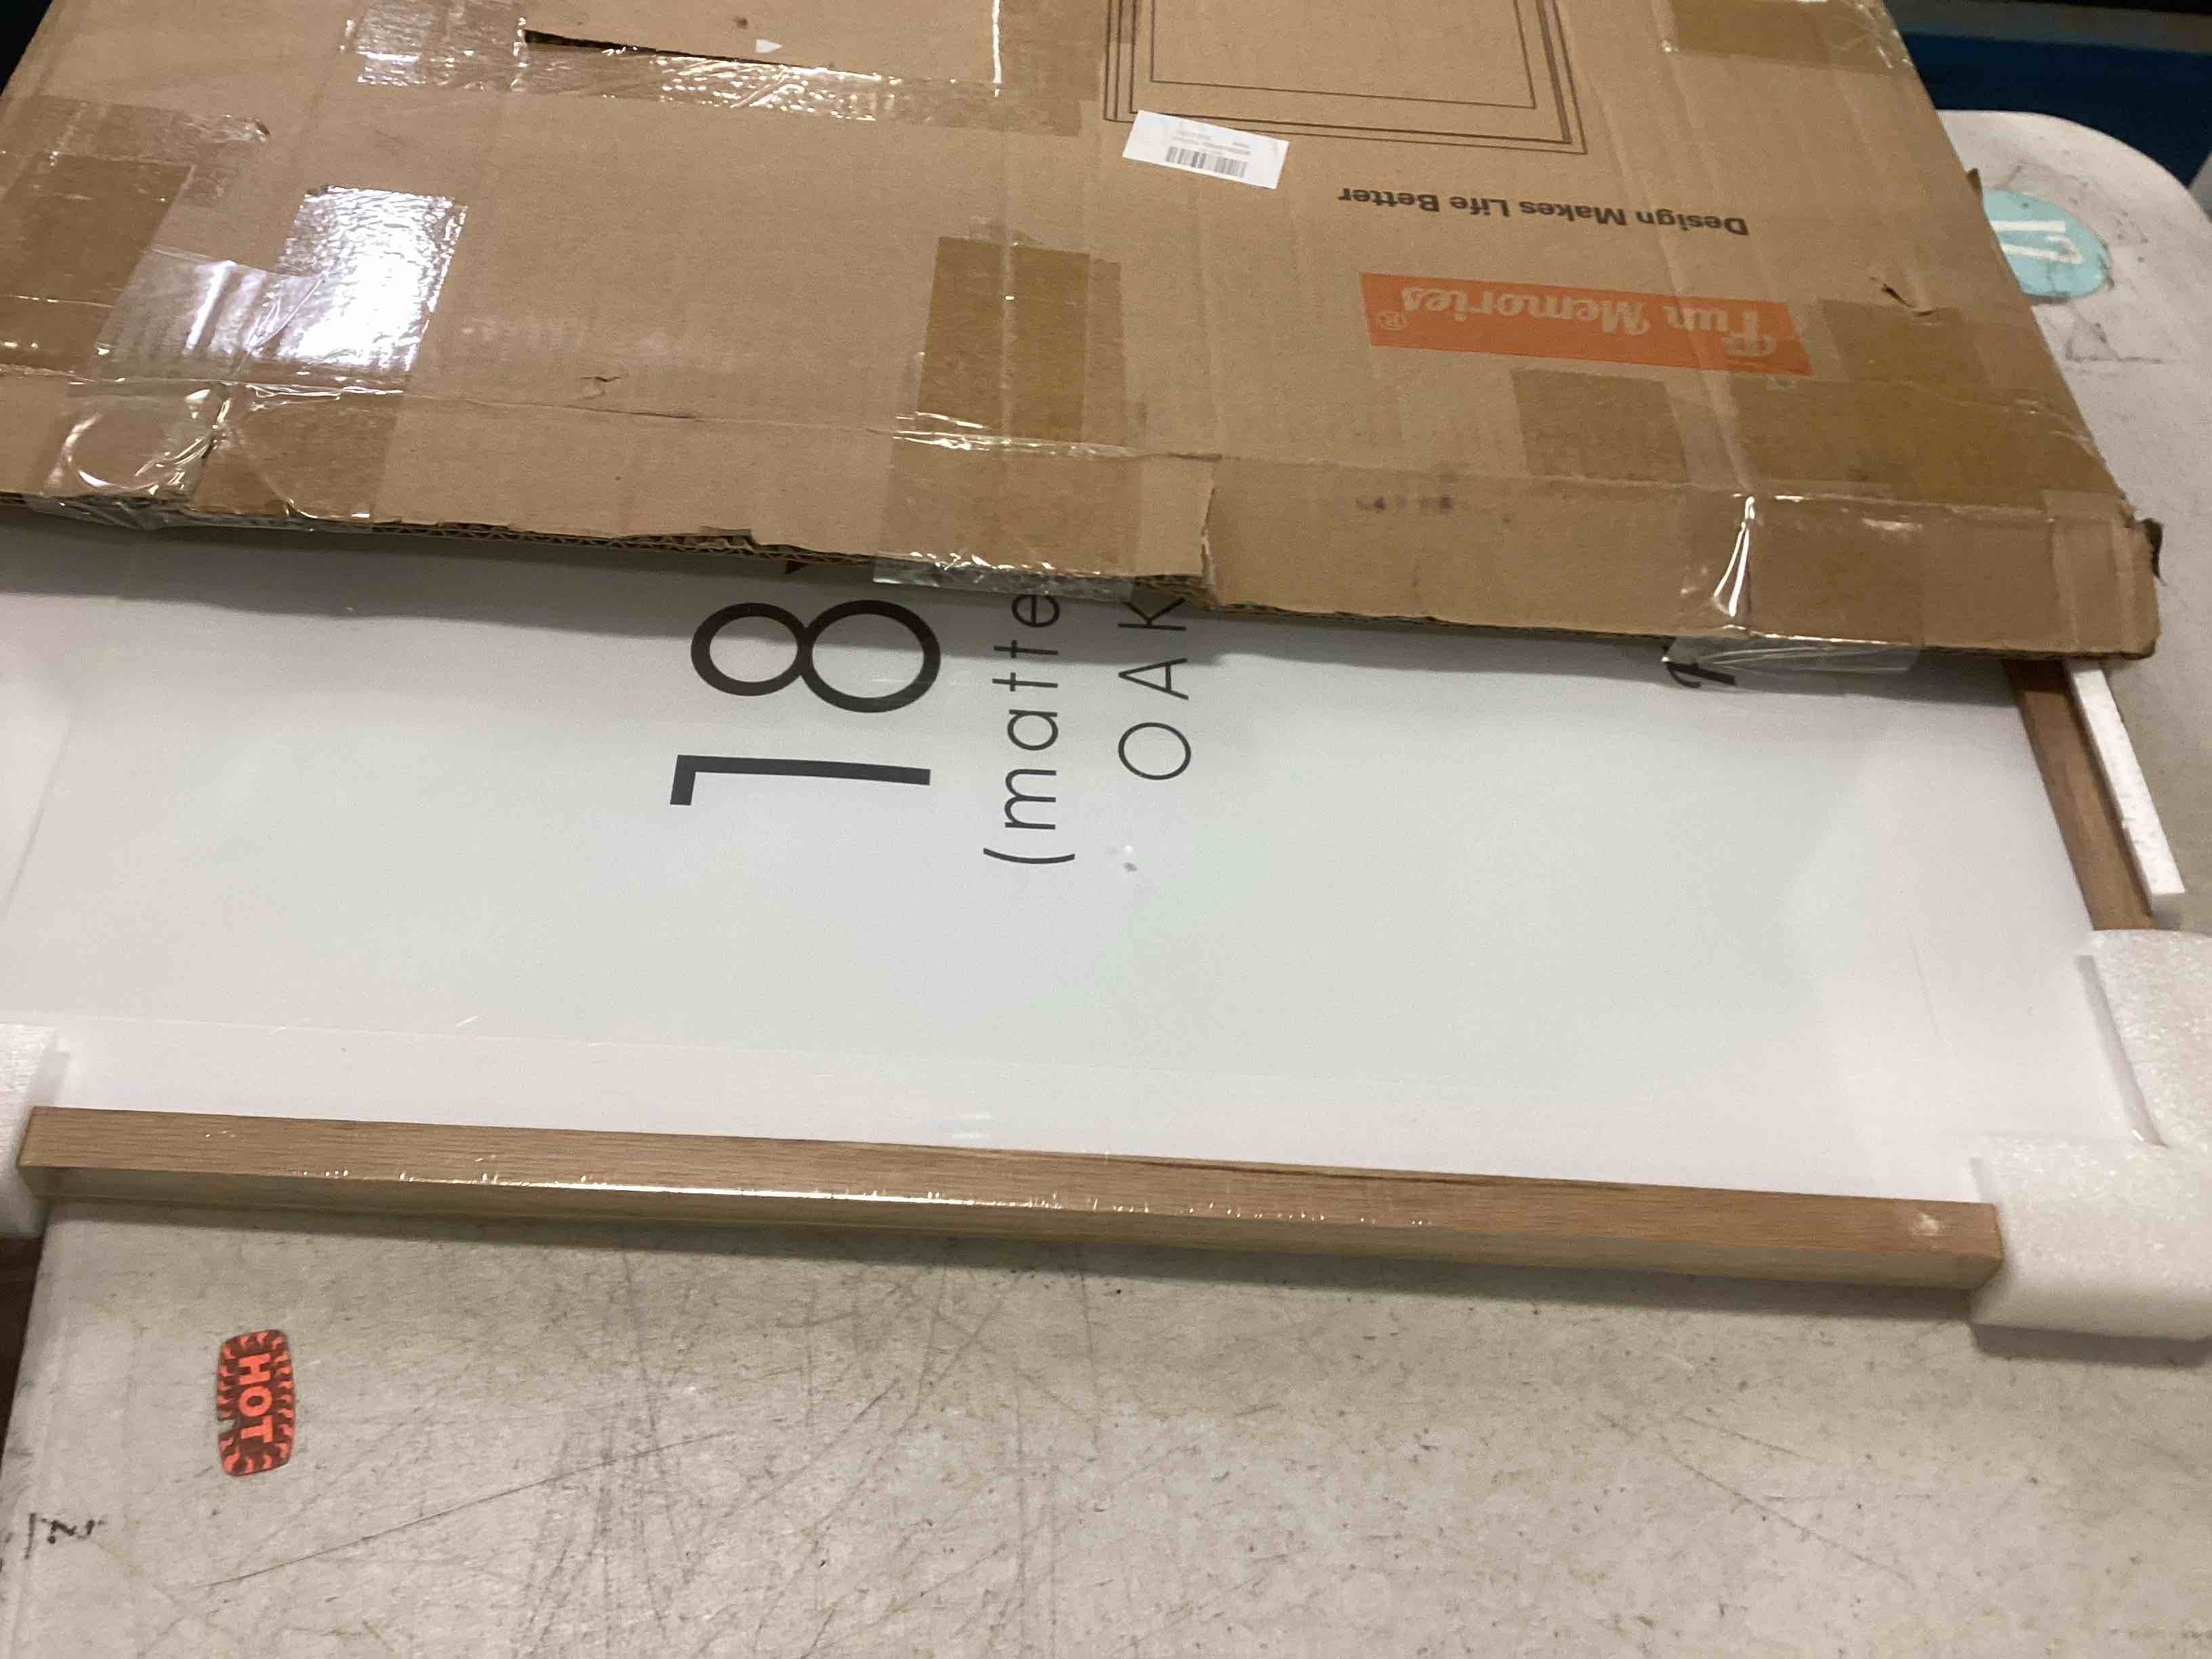 Design Makes Life Better
Fun Memories®
18
(matte
OAK
HOT